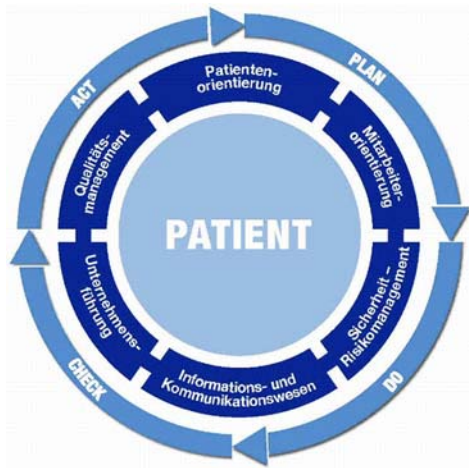 PLAN
DO
CHECK
ACT
Patienten-
orientierung
Mitarbeiter-
orientierung
Sicherheit –
Risikomanagement
Informations- und
Kommunikationswesen
Unternehmens-
führung
Qualitäts-
management
PATIENT